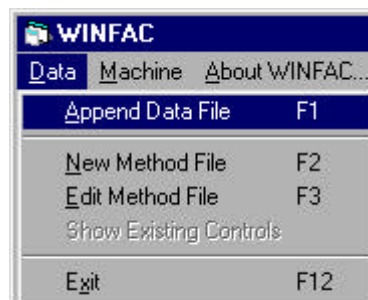 WINFAC
Data Machine About WINFAC...
Append Data File F1
New Method File F2
Edit Method File F3
Show Existing Controls
Exit F12